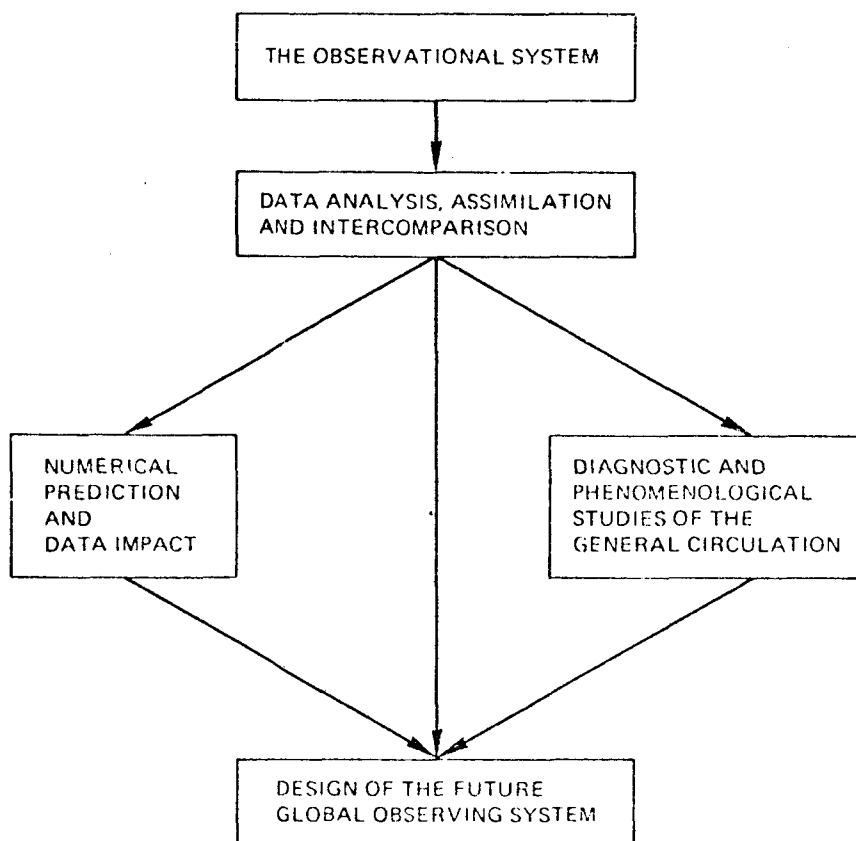 THE OBSERVATIONAL SYSTEM
DATA ANALYSIS, ASSIMILATION
AND INTERCOMPARISON
NUMERICAL
PREDICTION
AND
DATA IMPACT
DIAGNOSTIC AND
PHENOMENOLOGICAL
STUDIES OF THE
GENERAL CIRCULATION
DESIGN OF THE FUTURE
GLOBAL OBSERVING SYSTEM